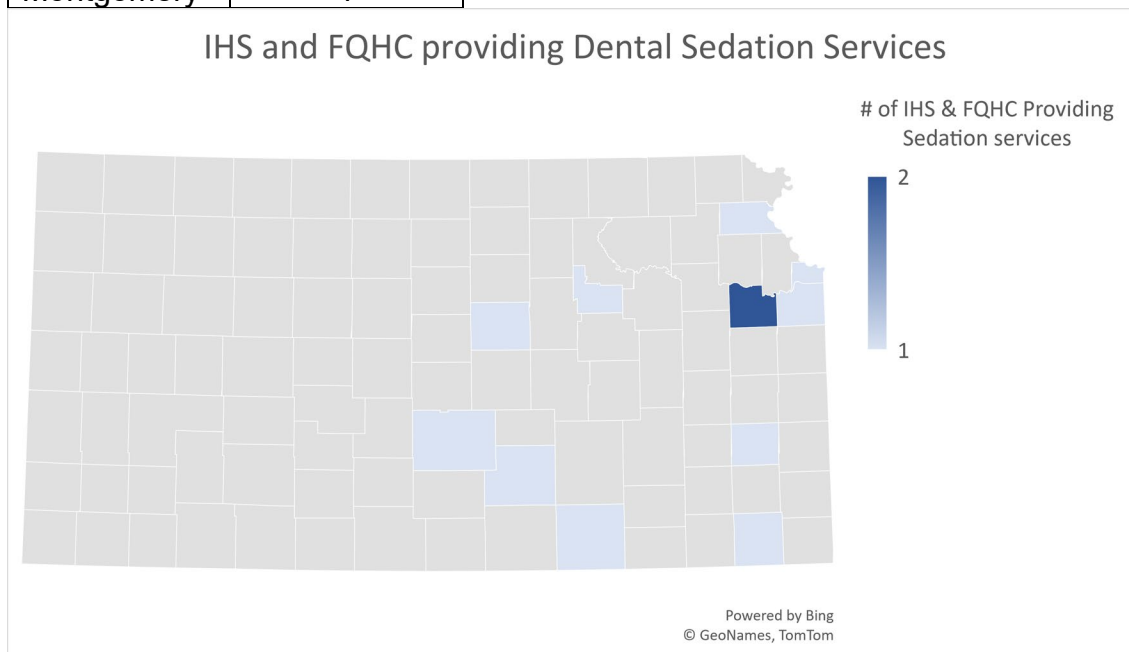 Montgomery
IHS and FQHC providing Dental Sedation Services
# of IHS & FQHC Providing
Sedation services
2
1
Powered by Bing
© GeoNames, TomTom